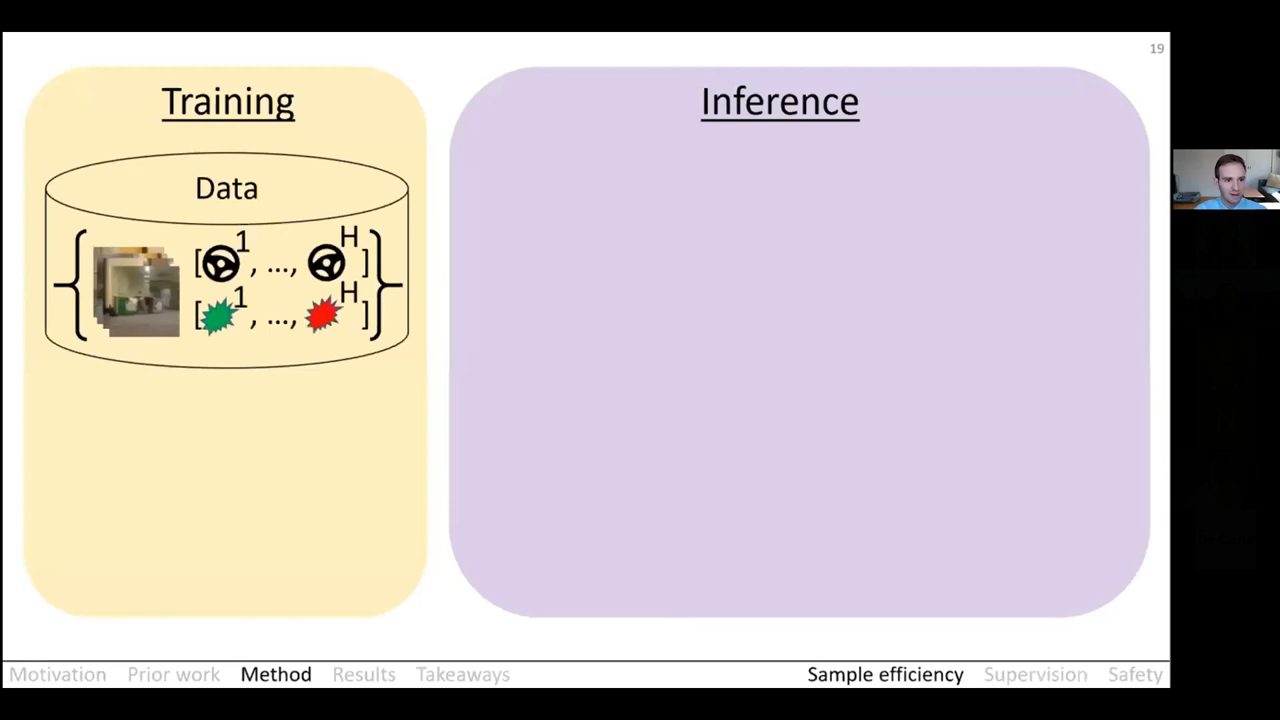 19
Training
Inference
Data
[ 1 , ..., H ]
[ 1 , ..., H ]
Motivation Prior work Method Results Takeaways Sample efficiency Supervision Safety